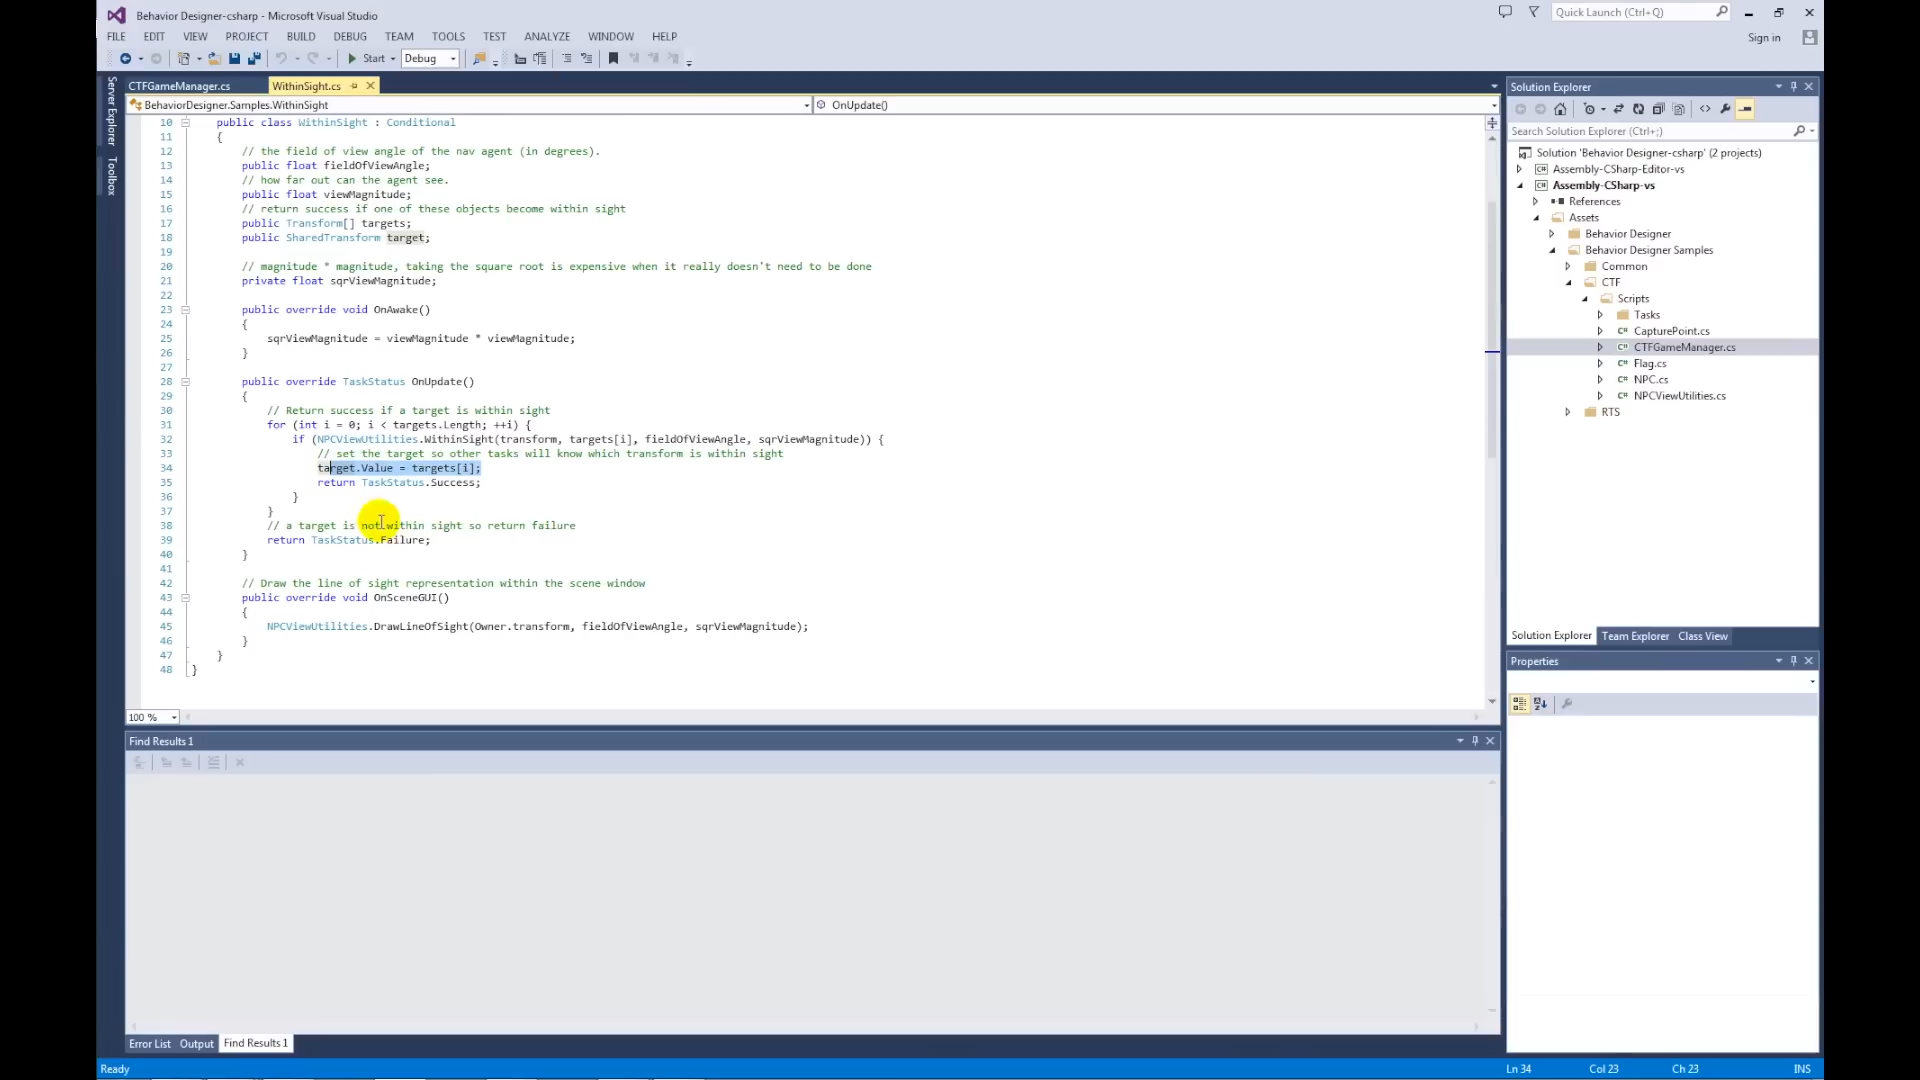 Behavior Designer-csharp - Microsoft Visual Studio
Quick Launch (Ctrl+Q)
FILE EDIT VIEW PROJECT BUILD DEBUG TEAM TOOLS TEST ANALYZE WINDOW HELP
Sign in
Start
Debug
Server Explorer
Toolbox
CTFGameManager.cs
WithinSight.cs
BehaviorDesigner.Samples.WithinSight
OnUpdate()
10 public class WithinSight : Conditional
11 {
12 // the field of view angle of the nav agent (in degrees).
13 public float fieldOfViewAngle;
14 // how far out can the agent see.
15 public float viewMagnitude;
16 // return success if one of these objects become within sight
17 public Transform[] targets;
18 public SharedTransform target;
19
20 // magnitude * magnitude, taking the square root is expensive when it really doesn't need to be done
21 private float sqrViewMagnitude;
22
23 public override void OnAwake()
24 {
25 sqrViewMagnitude = viewMagnitude * viewMagnitude;
26 }
27
28 public override TaskStatus OnUpdate()
29 {
30 // Return success if a target is within sight
31 for (int i = 0; i < targets.Length; ++i) {
32 if (NPCViewUtilities.WithinSight(transform, targets[i], fieldOfViewAngle, sqrViewMagnitude)) {
33 // set the target so other tasks will know which transform is within sight
34 target.Value = targets[i];
35 return TaskStatus.Success;
36 }
37 }
38 // a target is not within sight so return failure
39 return TaskStatus.Failure;
40 }
41
42 // Draw the line of sight representation within the scene window
43 public override void OnSceneGUI()
44 {
45 NPCViewUtilities.DrawLineOfSight(Owner.transform, fieldOfViewAngle, sqrViewMagnitude);
46 }
47 }
48 }
100 %
Find Results 1
Error List Output Find Results 1
Ready
Ln 34 Col 23 Ch 23 INS
Solution Explorer
Search Solution Explorer (Ctrl+;)
Solution 'Behavior Designer-csharp' (2 projects)
Assembly-CSharp-Editor-vs
Assembly-CSharp-vs
References
Assets
Behavior Designer
Behavior Designer Samples
Common
CTF
Scripts
Tasks
CapturePoint.cs
CTFGameManager.cs
Flag.cs
NPC.cs
NPCViewUtilities.cs
RTS
Solution Explorer Team Explorer Class View
Properties